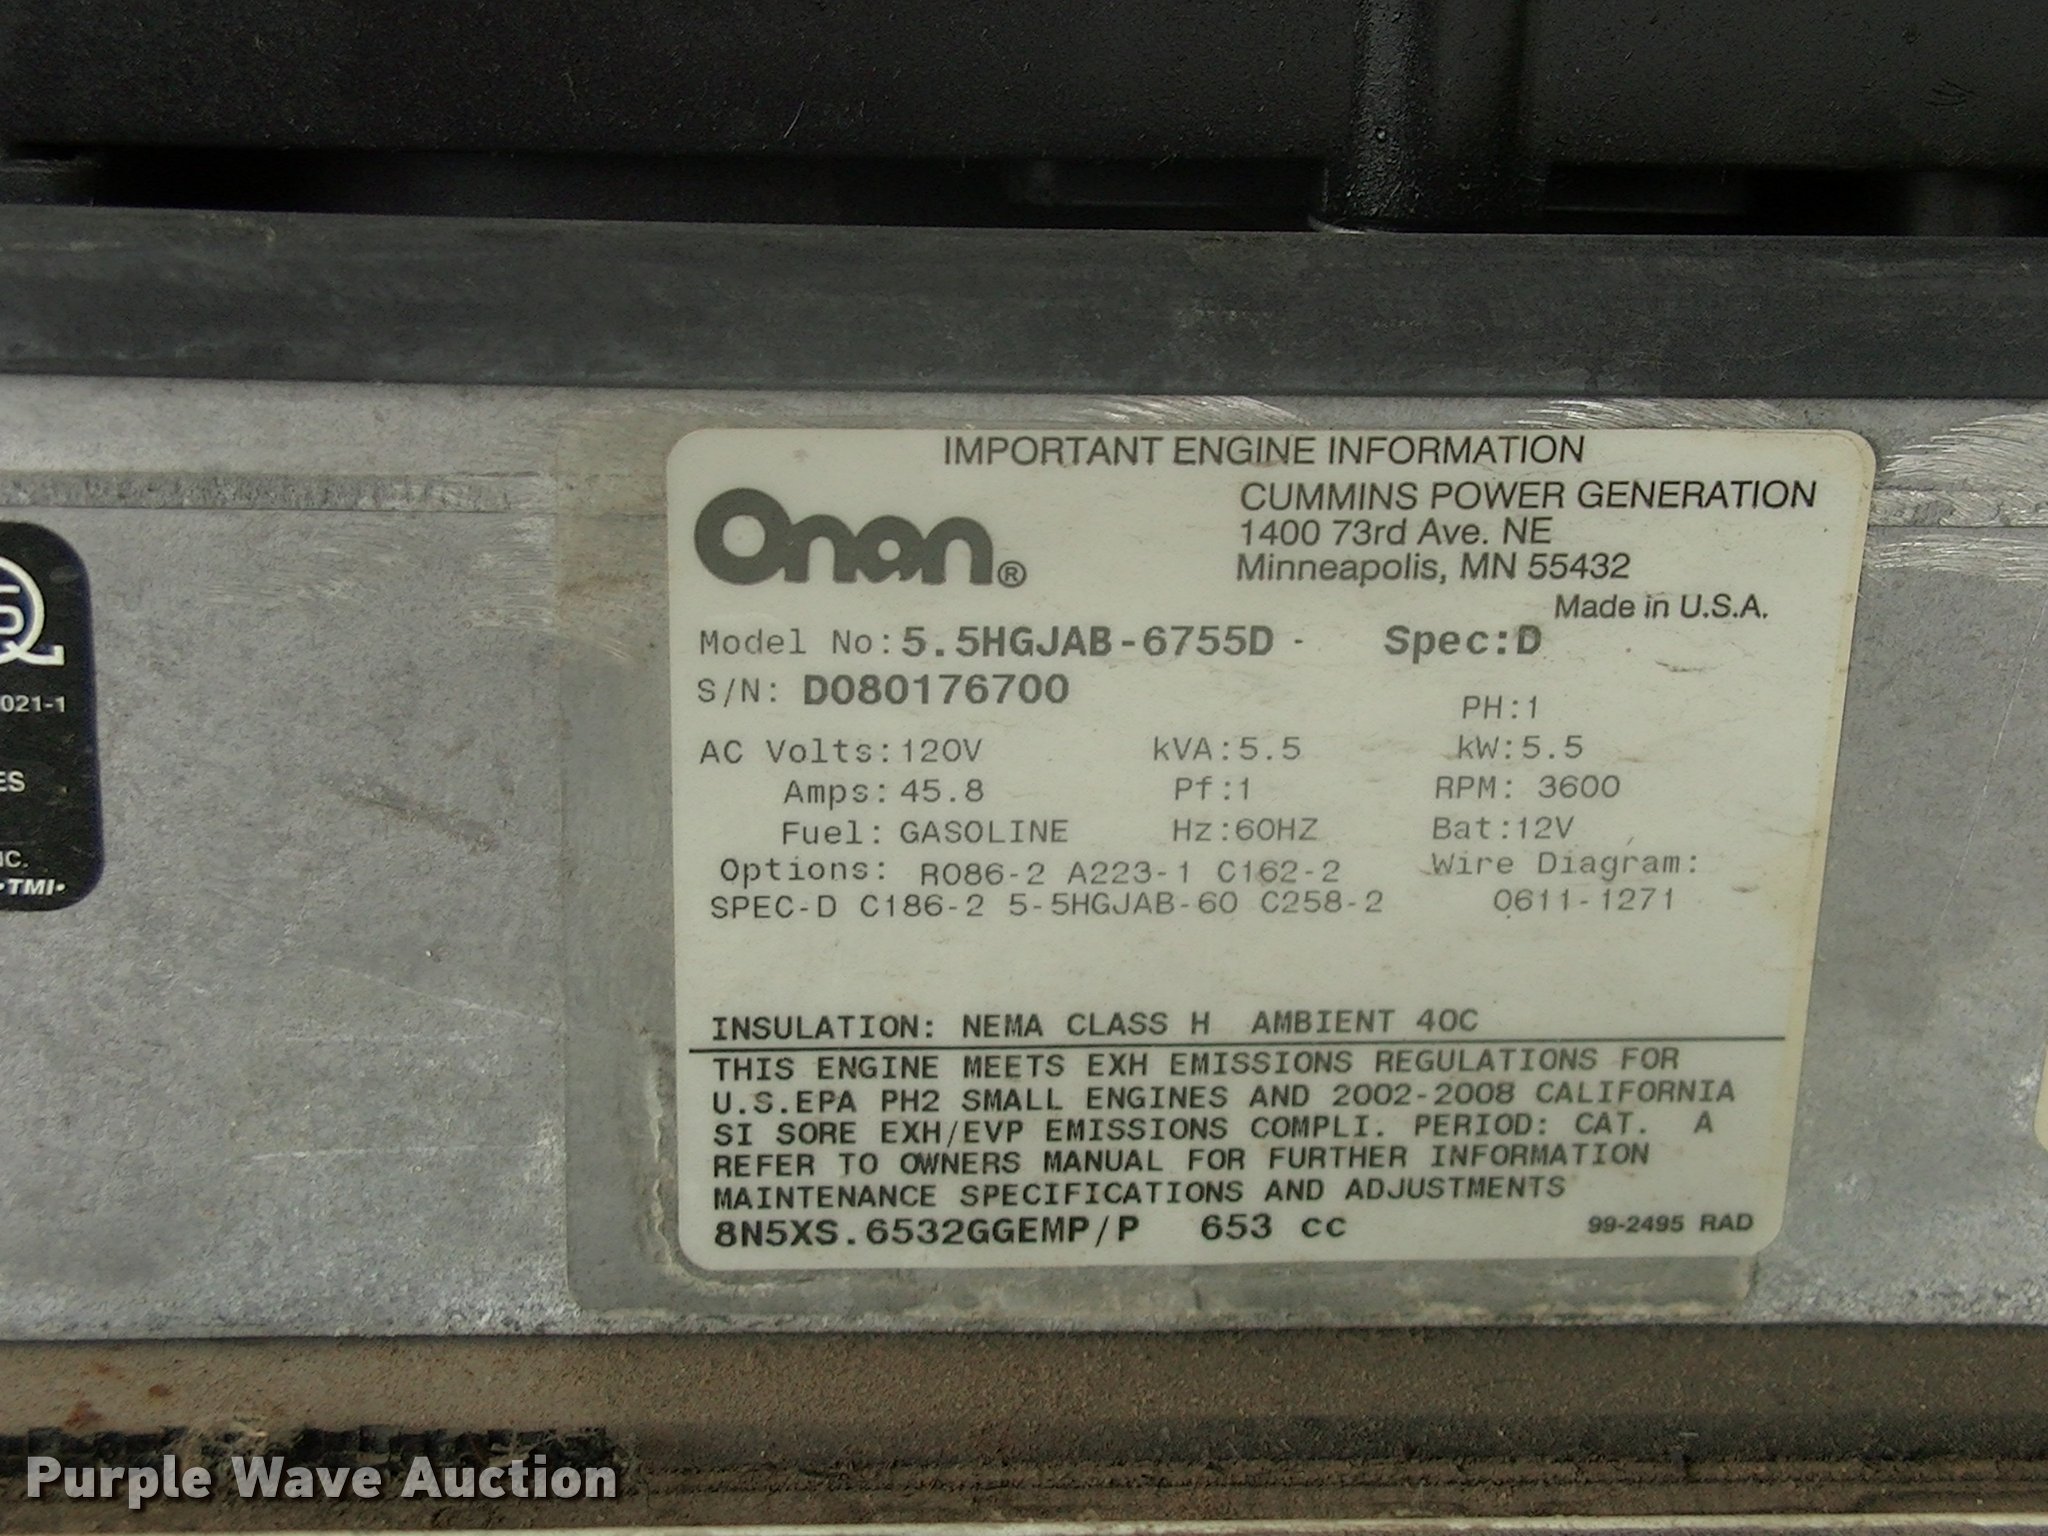 IMPORTANT ENGINE INFORMATION
Onan®
CUMMINS POWER GENERATION
1400 73rd Ave. NE
Minneapolis, MN 55432
Made in U.S.A.
Model No: 5.5HGJAB-6755D - Spec:D
S/N: D080176700
PH:1
AC Volts:120V kVA:5.5 kW:5.5
Amps: 45.8 Pf:1 RPM: 3600
Fuel: GASOLINE Hz:60HZ Bat:12V
Options: R086-2 A223-1 C162-2 Wire Diagram:
SPEC-D C186-2 5-5HGJAB-60 C258-2 0611-1271
INSULATION: NEMA CLASS H AMBIENT 40C
THIS ENGINE MEETS EXH EMISSIONS REGULATIONS FOR
U.S.EPA PH2 SMALL ENGINES AND 2002-2008 CALIFORNIA
SI SORE EXH/EVP EMISSIONS COMPLI. PERIOD: CAT. A
REFER TO OWNERS MANUAL FOR FURTHER INFORMATION
MAINTENANCE SPECIFICATIONS AND ADJUSTMENTS
8N5XS.6532GGEMP/P 653 cc 99-2495 RAD
021-1
ES
•TMI•
Purple Wave Auction